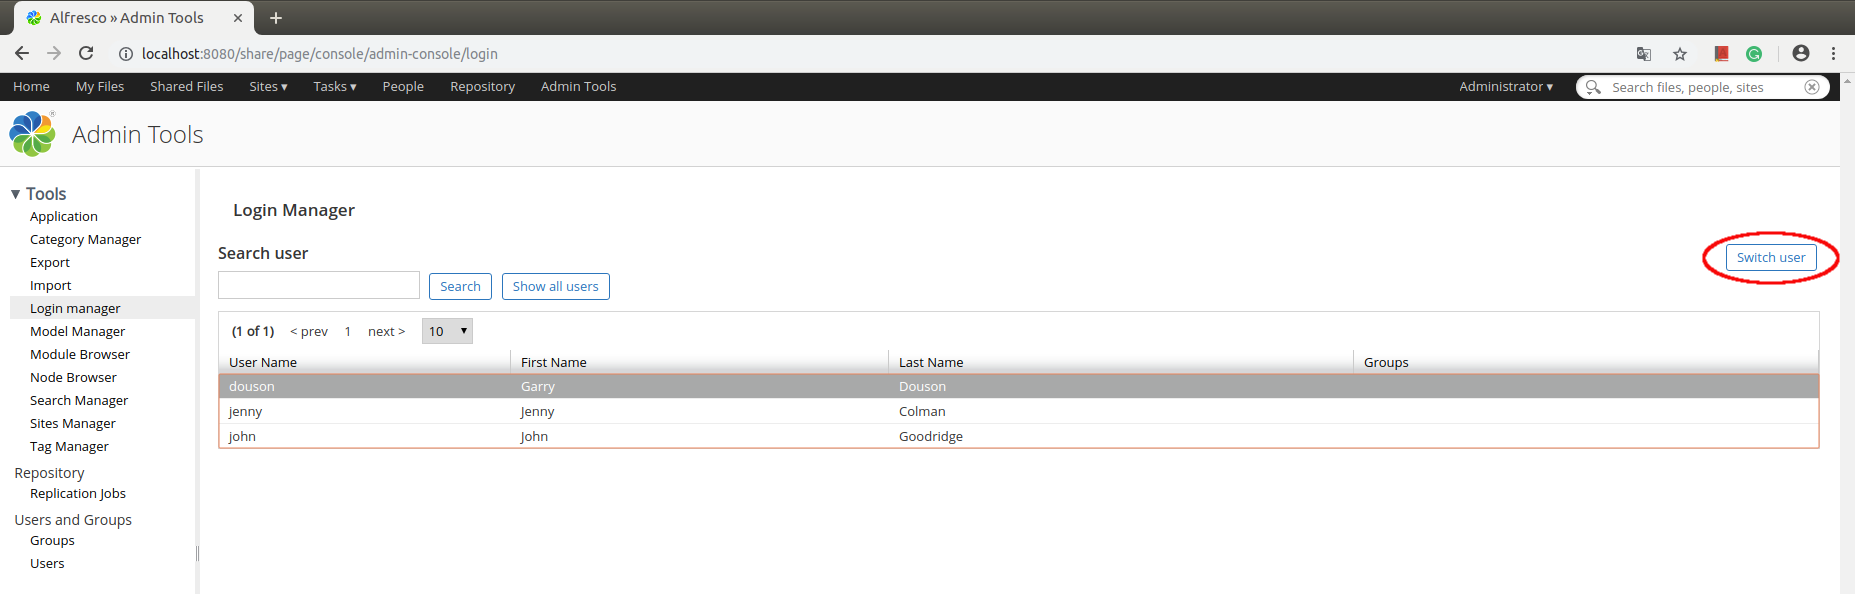 Alfresco » Admin Tools
localhost:8080/share/page/console/admin-console/login
Home My Files Shared Files Sites ▾ Tasks ▾ People Repository Admin Tools Administrator ▾ Search files, people, sites
Admin Tools
Tools
Application
Category Manager
Export
Import
Login manager
Model Manager
Module Browser
Node Browser
Search Manager
Sites Manager
Tag Manager
Repository
Replication Jobs
Users and Groups
Groups
Users
Login Manager
Search user
Switch user
Search Show all users
(1 of 1) < prev 1 next > 10
User Name First Name Last Name Groups
douson Garry Douson
jenny Jenny Colman
john John Goodridge